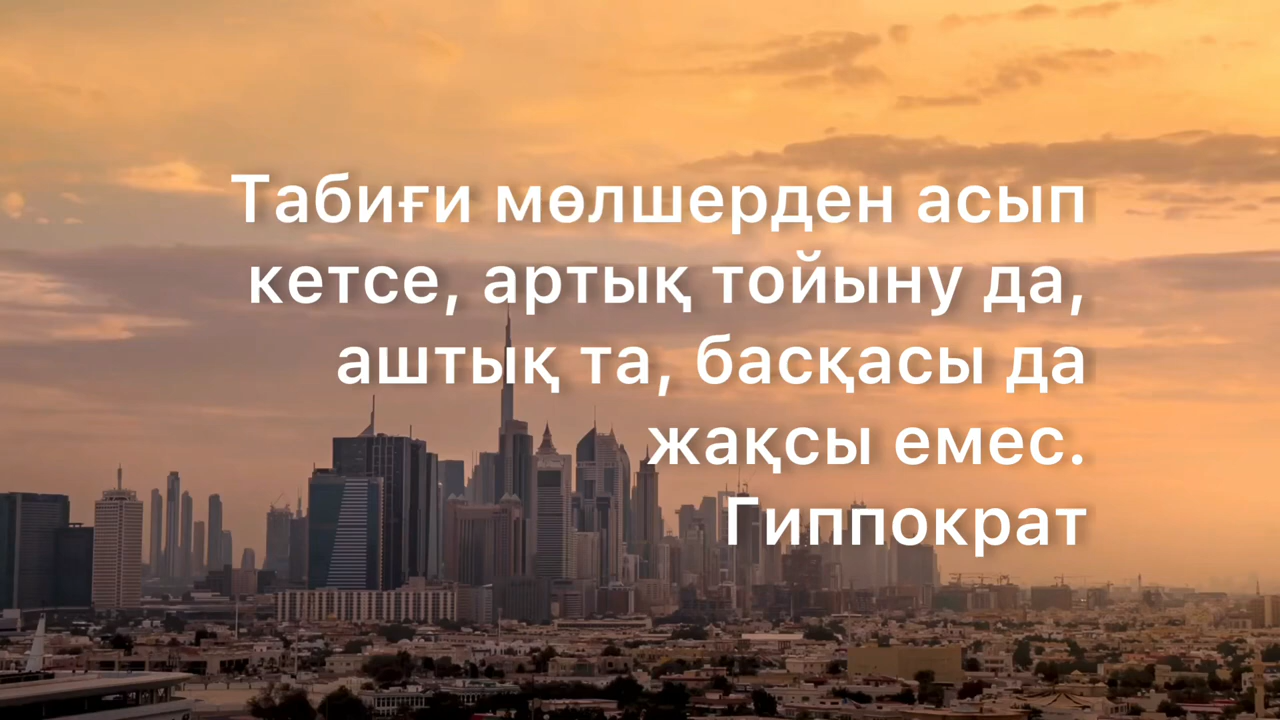 Табиғи мөлшерден асып
кетсе, артық тойыну да,
аштық та, басқасы да
жақсы емес.
Гиппократ